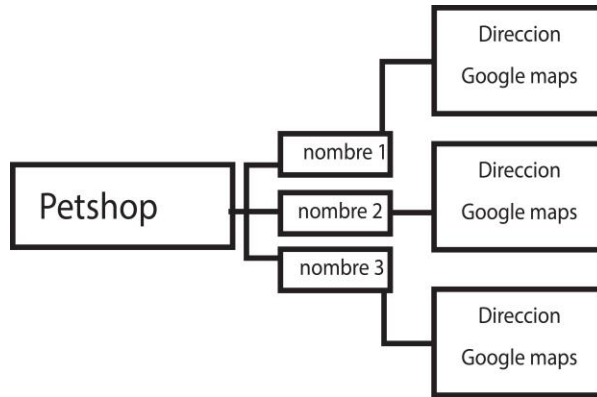 Petshop
nombre 1
nombre 2
nombre 3
Direccion
Google maps
Direccion
Google maps
Direccion
Google maps